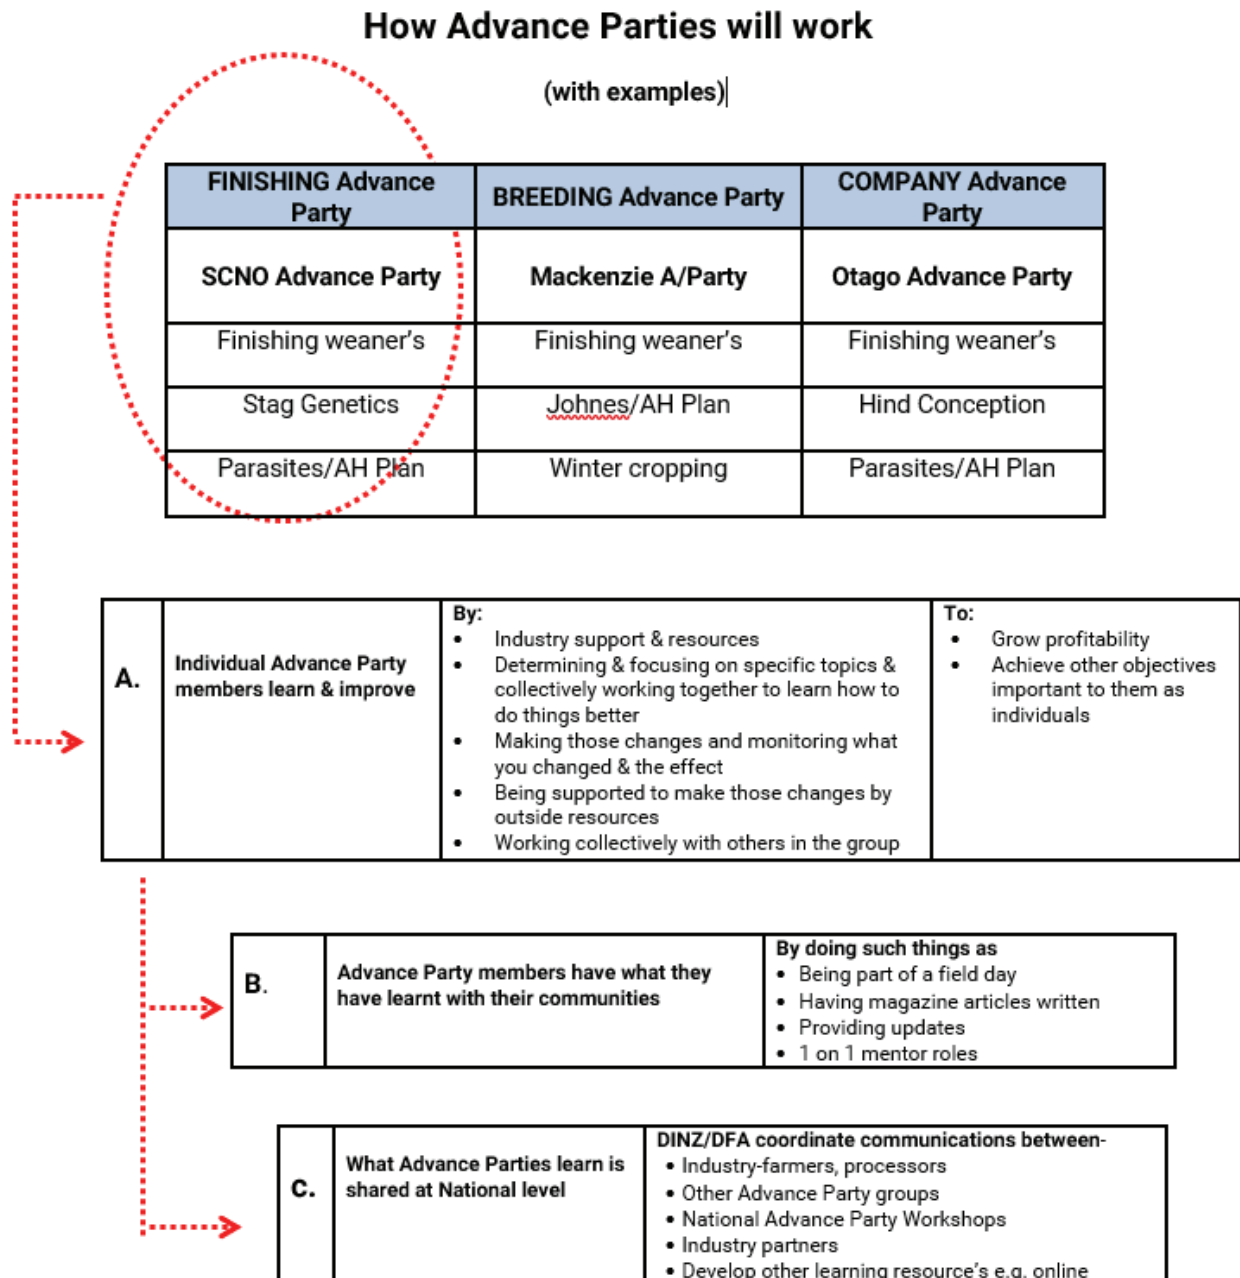 How Advance Parties will work
(with examples)
FINISHING Advance
Party
BREEDING Advance Party
COMPANY Advance
Party
SCNO Advance Party
Mackenzie A/Party
Otago Advance Party
Finishing weaner's
Finishing weaner's
Finishing weaner's
Stag Genetics
Johnes/AH Plan
Hind Conception
Parasites/AH Plan
Winter cropping
Parasites/AH Plan
A.
Individual Advance Party
members learn & improve
By:
• Industry support & resources
• Determining & focusing on specific topics &
collectively working together to learn how to
do things better
• Making those changes and monitoring what
you changed & the effect
• Being supported to make those changes by
outside resources
• Working collectively with others in the group
To:
• Grow profitability
• Achieve other objectives
important to them as
individuals
B.
Advance Party members have what they
have learnt with their communities
By doing such things as
• Being part of a field day
• Having magazine articles written
• Providing updates
• 1 on 1 mentor roles
C.
What Advance Parties learn is
shared at National level
DINZ/DFA coordinate communications between-
• Industry-farmers, processors
• Other Advance Party groups
• National Advance Party Workshops
• Industry partners
• Develop other learning resource's e.g. online